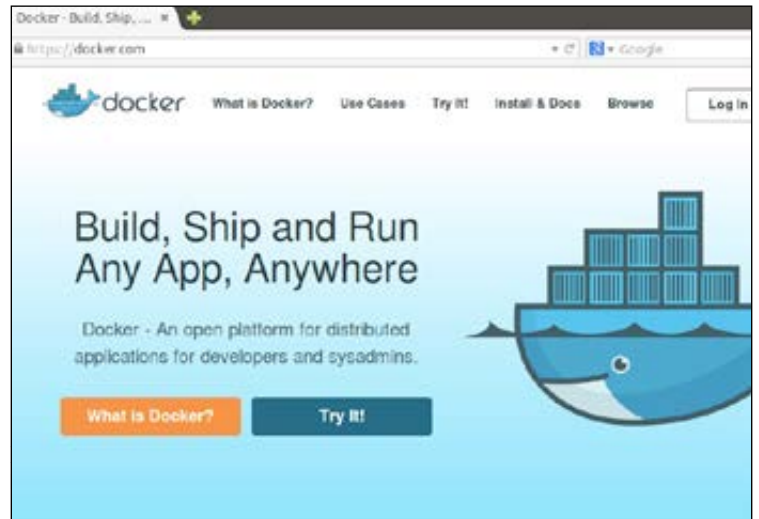 Docker - Build, Ship, ...
https://docker.com
Google
docker What is Docker? Use Cases Try It! Install & Docs Browse Log In
Build, Ship and Run
Any App, Anywhere
Docker - An open platform for distributed
applications for developers and sysadmins.
What is Docker? Try It!